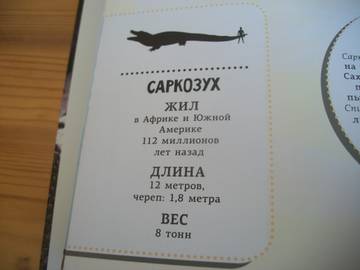 САРКОЗУХ
ЖИЛ
в Африке и Южной
Америке
112 миллионов
лет назад
ДЛИНА
12 метров,
череп: 1,8 метра
ВЕС
8 тонн
на